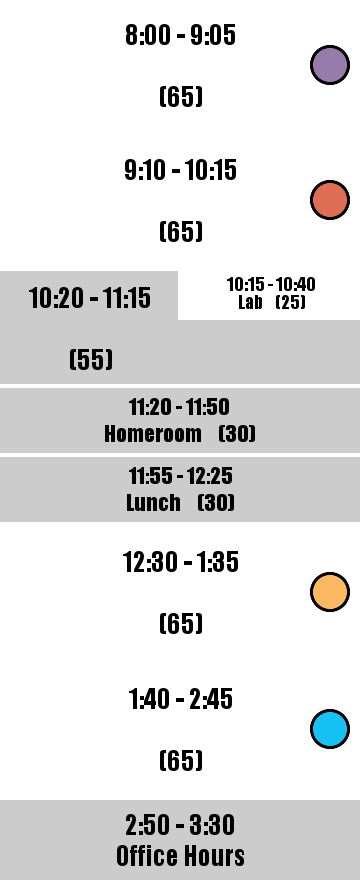 8:00 - 9:05
(65)
9:10 - 10:15
(65)
10:20 - 11:15
10:15 - 10:40
Lab (25)
(55)
11:20 - 11:50
Homeroom (30)
11:55 - 12:25
Lunch (30)
12:30 - 1:35
(65)
1:40 - 2:45
(65)
2:50 - 3:30
Office Hours